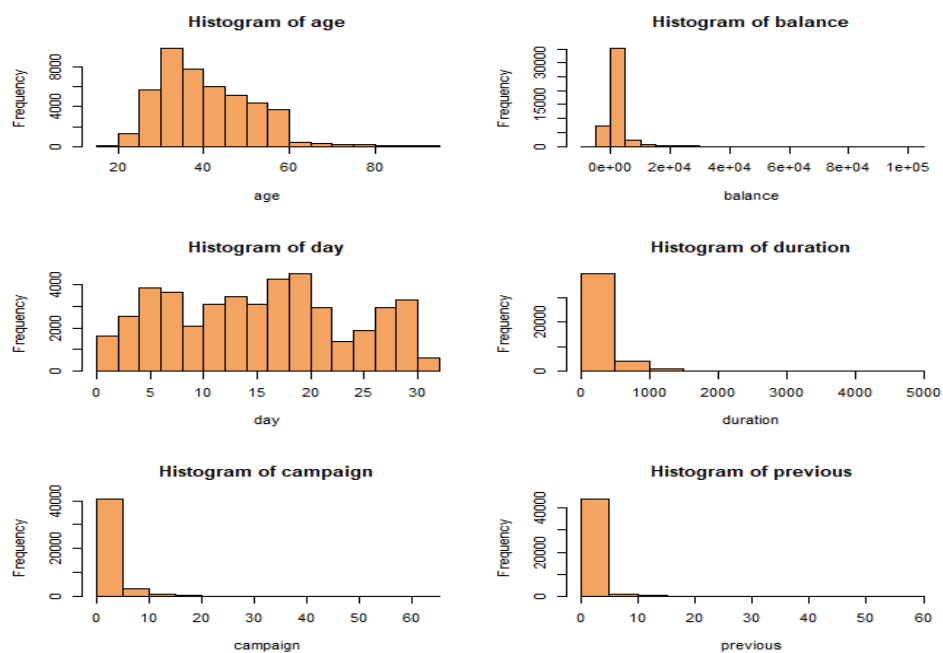 Histogram of age
Frequency
0 4000 8000
20 40 60 80
age
Histogram of balance
Frequency
0 15000 30000
0e+00 2e+04 4e+04 6e+04 8e+04 1e+05
balance
Histogram of day
Frequency
0 2000 4000
0 5 10 15 20 25 30
day
Histogram of duration
Frequency
0 20000
0 1000 2000 3000 4000 5000
duration
Histogram of campaign
Frequency
0 20000 40000
0 10 20 30 40 50 60
campaign
Histogram of previous
Frequency
0 20000 40000
0 10 20 30 40 50 60
previous